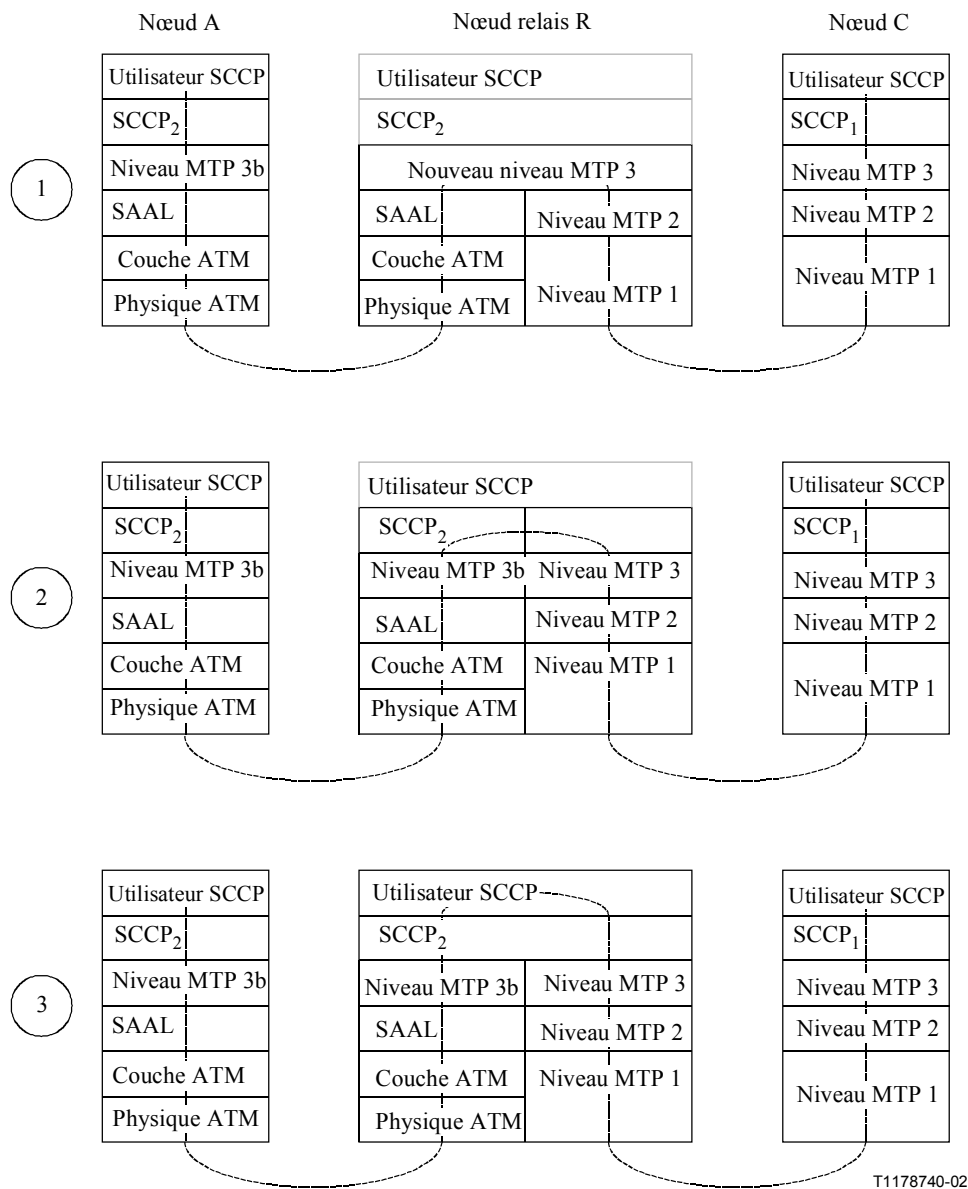 Nœud A
Nœud relais R
Nœud C
1
Utilisateur SCCP
SCCP2
Niveau MTP 3b
SAAL
Couche ATM
Physique ATM
Utilisateur SCCP
SCCP2
Nouveau niveau MTP 3
SAAL
Niveau MTP 2
Couche ATM
Physique ATM
Niveau MTP 1
Utilisateur SCCP
SCCP1
Niveau MTP 3
Niveau MTP 2
Niveau MTP 1
2
Utilisateur SCCP
SCCP2
Niveau MTP 3b
SAAL
Couche ATM
Physique ATM
Utilisateur SCCP
SCCP2
Niveau MTP 3b
Niveau MTP 3
SAAL
Niveau MTP 2
Couche ATM
Niveau MTP 1
Physique ATM
Utilisateur SCCP
SCCP1
Niveau MTP 3
Niveau MTP 2
Niveau MTP 1
3
Utilisateur SCCP
SCCP2
Niveau MTP 3b
SAAL
Couche ATM
Physique ATM
Utilisateur SCCP
SCCP2
Niveau MTP 3b
Niveau MTP 3
SAAL
Niveau MTP 2
Couche ATM
Niveau MTP 1
Physique ATM
Utilisateur SCCP
SCCP1
Niveau MTP 3
Niveau MTP 2
Niveau MTP 1
T1178740-02